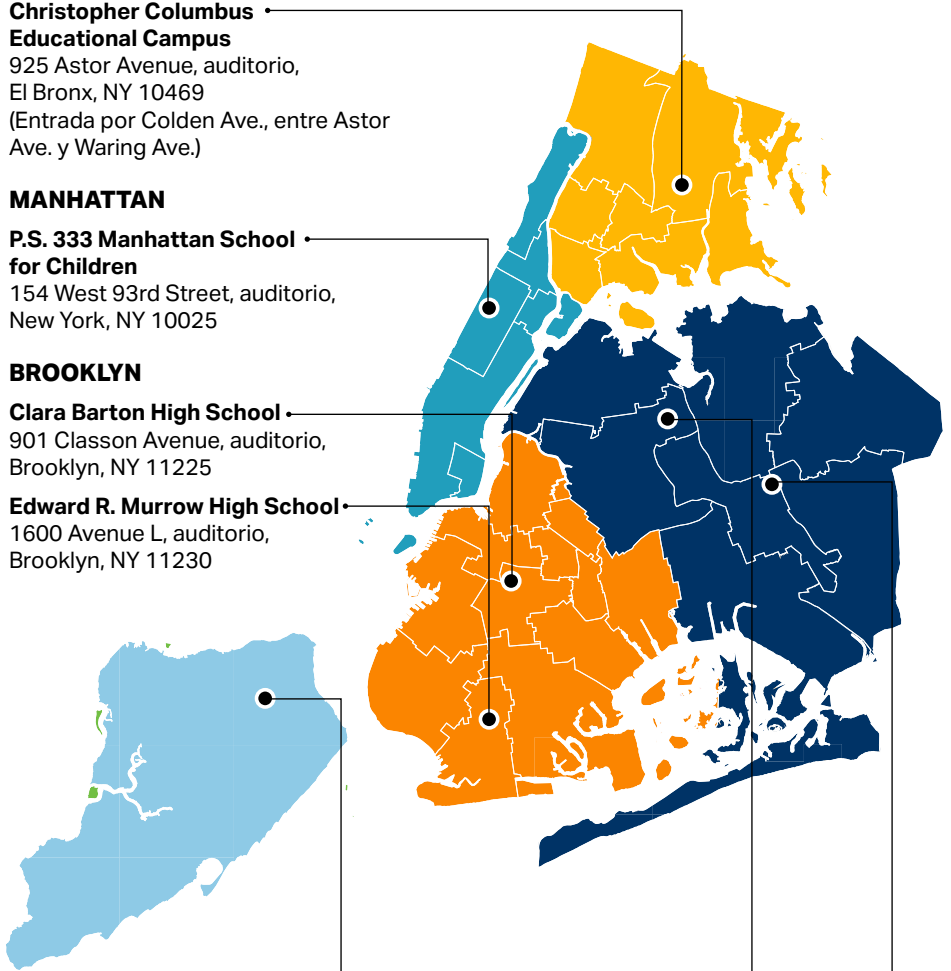 Christopher Columbus
Educational Campus
925 Astor Avenue, auditorio,
El Bronx, NY 10469
(Entrada por Colden Ave., entre Astor
Ave. y Waring Ave.)
MANHATTAN
P.S. 333 Manhattan School
for Children
154 West 93rd Street, auditorio,
New York, NY 10025
BROOKLYN
Clara Barton High School
901 Classon Avenue, auditorio,
Brooklyn, NY 11225
Edward R. Murrow High School
1600 Avenue L, auditorio,
Brooklyn, NY 11230